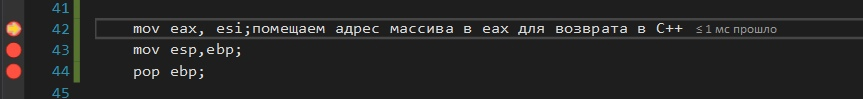 41
42 mov eax, esi;помещаем адрес массива в eax для возврата в C++ ≤ 1 мс прошло
43 mov esp,ebp;
44 pop ebp;
45